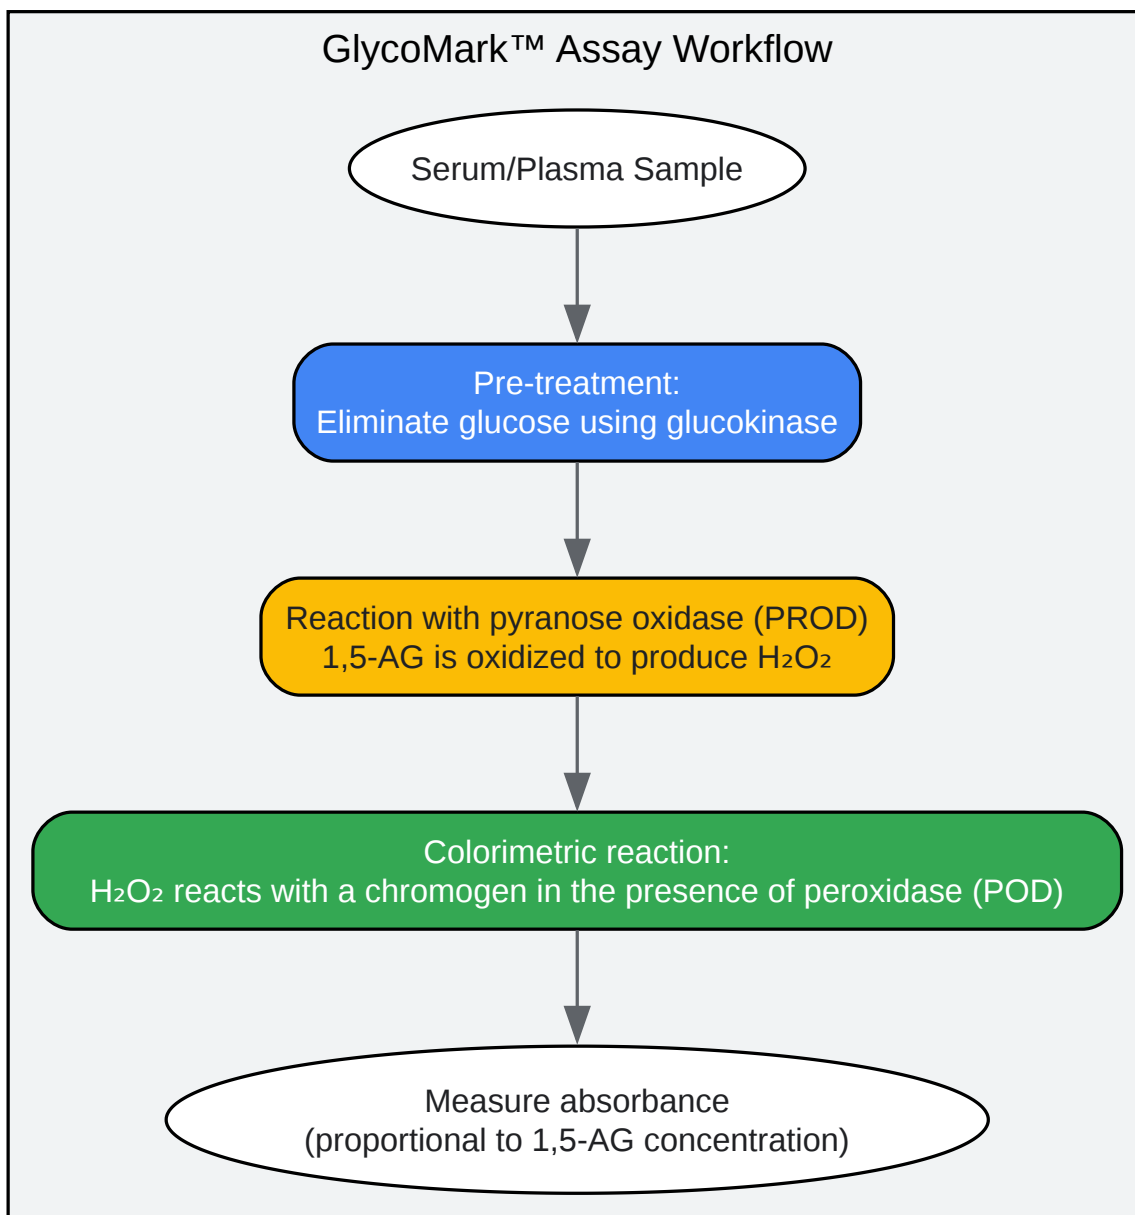 GlycoMark™ Assay Workflow
Serum/Plasma Sample
Pre-treatment:
Eliminate glucose using glucokinase
Reaction with pyranose oxidase (PROD)
1,5-AG is oxidized to produce H₂O₂
Colorimetric reaction:
H₂O₂ reacts with a chromogen in the presence of peroxidase (POD)
Measure absorbance
(proportional to 1,5-AG concentration)